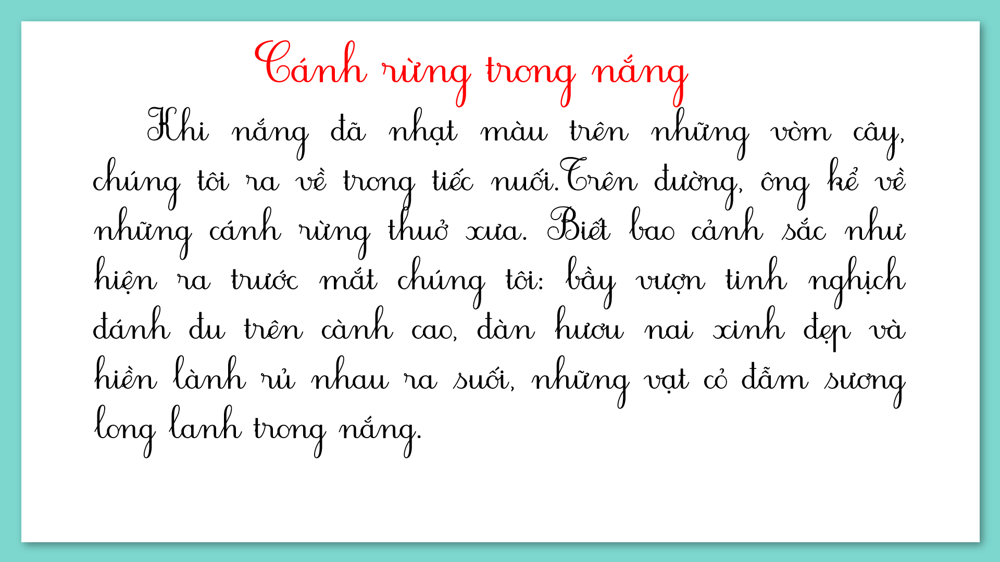 Cánh rừng trong nắng
Khi nắng đã nhạt màu trên những vòm cây,
chúng tôi ra về trong tiếc nuối.Trên đường, ông kể về
những cánh rừng thuở xưa. Biết bao cảnh sắc như
hiện ra trước mắt chúng tôi: bầy vượn tinh nghịch
đánh đu trên cành cao, đàn hươu nai xinh đẹp và
hiền lành rủ nhau ra suối, những vạt cỏ đẫm sương
long lanh trong nắng.